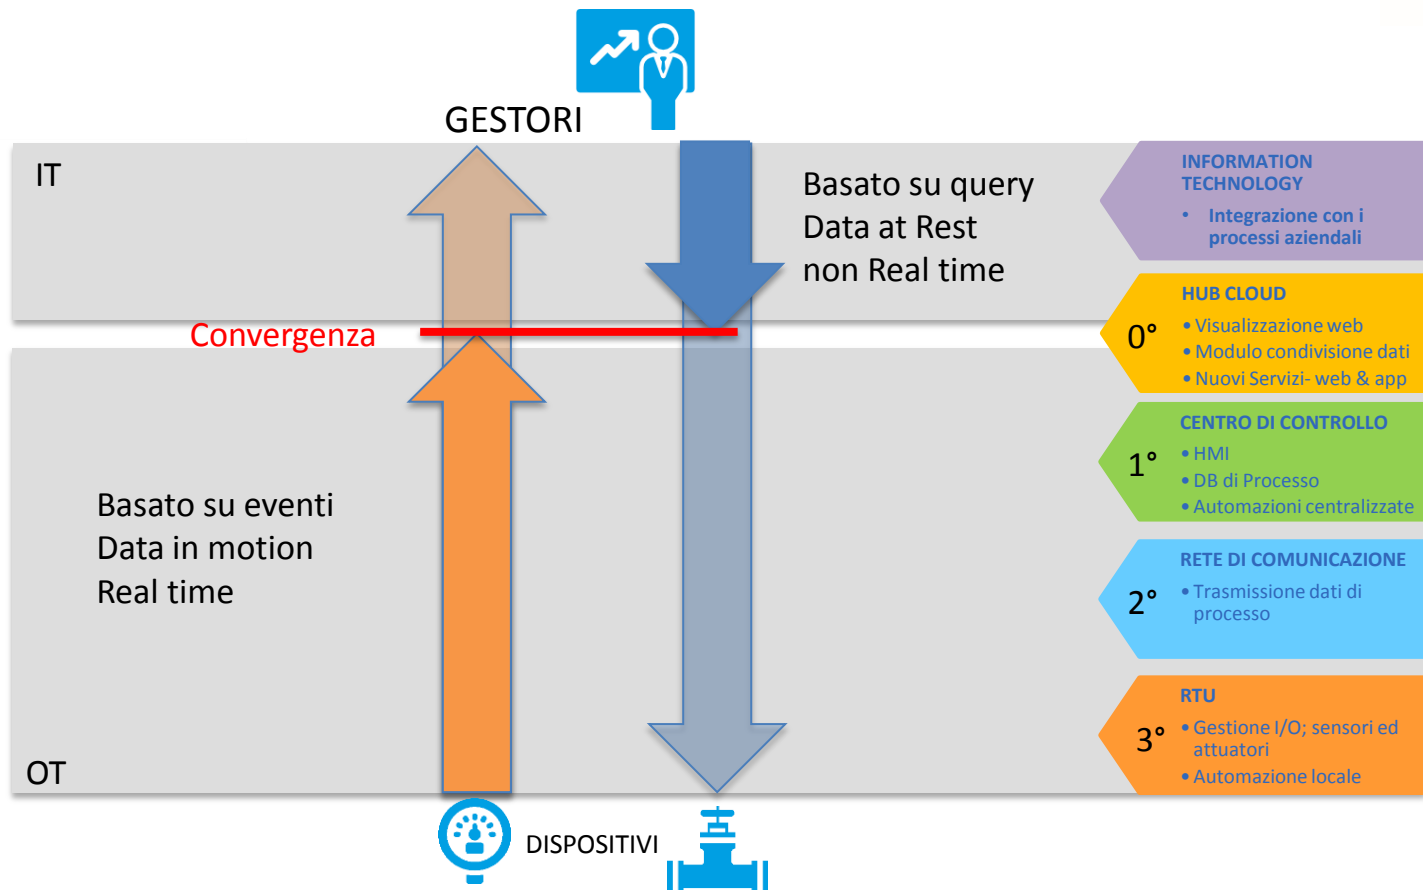 GESTORI
IT
Basato su query
Data at Rest
non Real time
Convergenza
Basato su eventi
Data in motion
Real time
OT
DISPOSITIVI
INFORMATION
TECHNOLOGY
• Integrazione con i
processi aziendali
0°
HUB CLOUD
• Visualizzazione web
• Modulo condivisione dati
• Nuovi Servizi- web & app
1°
CENTRO DI CONTROLLO
• HMI
• DB di Processo
• Automazioni centralizzate
2°
RETE DI COMUNICAZIONE
• Trasmissione dati di
processo
3°
RTU
• Gestione I/O; sensori ed
attuatori
• Automazione locale